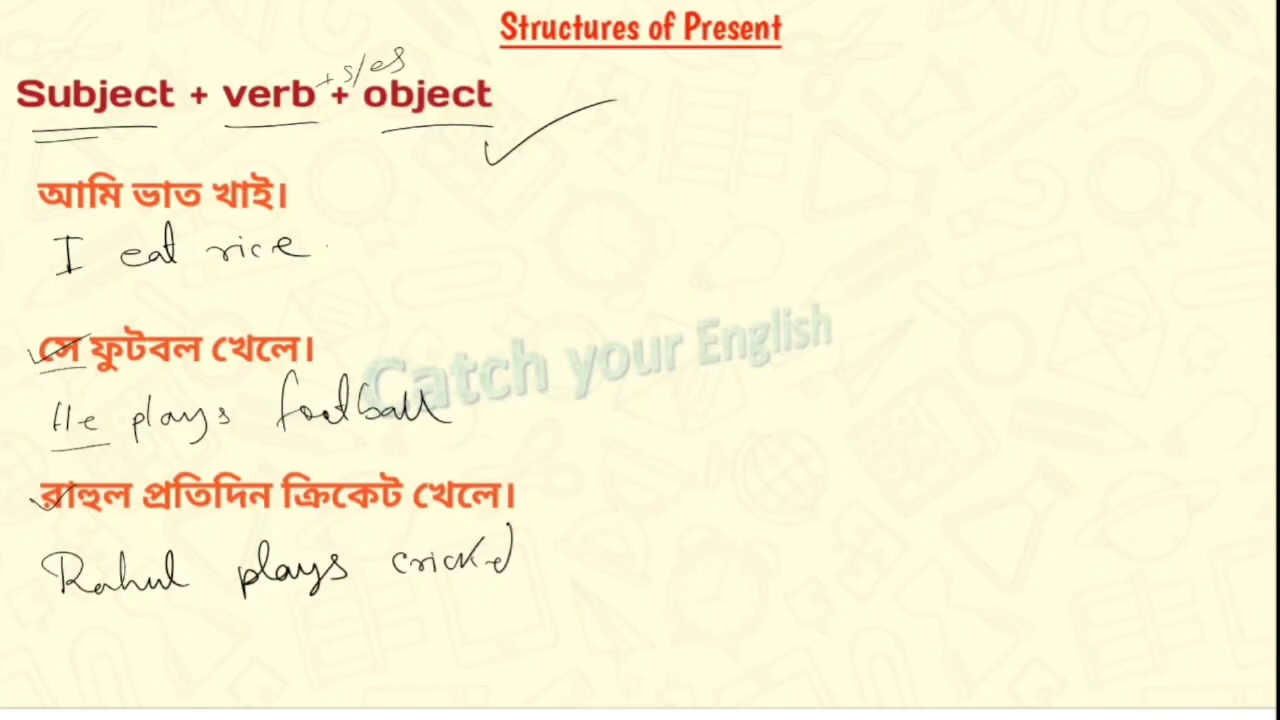 Structures of Present
+ s/es
Subject + verb + object
আমি ভাত খাই।
I eat rice.
সে ফুটবল খেলে।
Catch your English
He plays football
রাহুল প্রতিদিন ক্রিকেট খেলে।
Rahul plays cricket